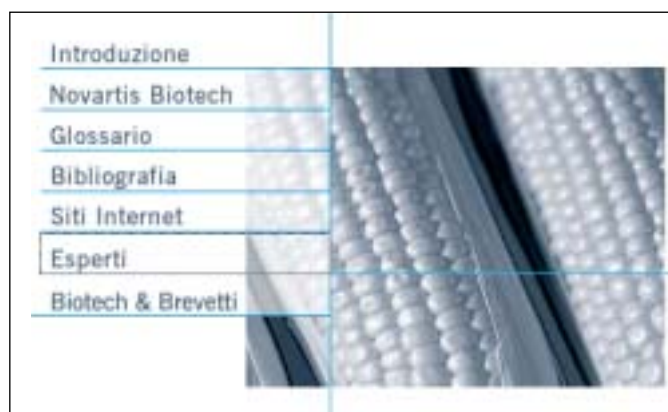 Introduzione
Novartis Biotech
Glossario
Bibliografia
Siti Internet
Esperti
Biotech & Brevetti